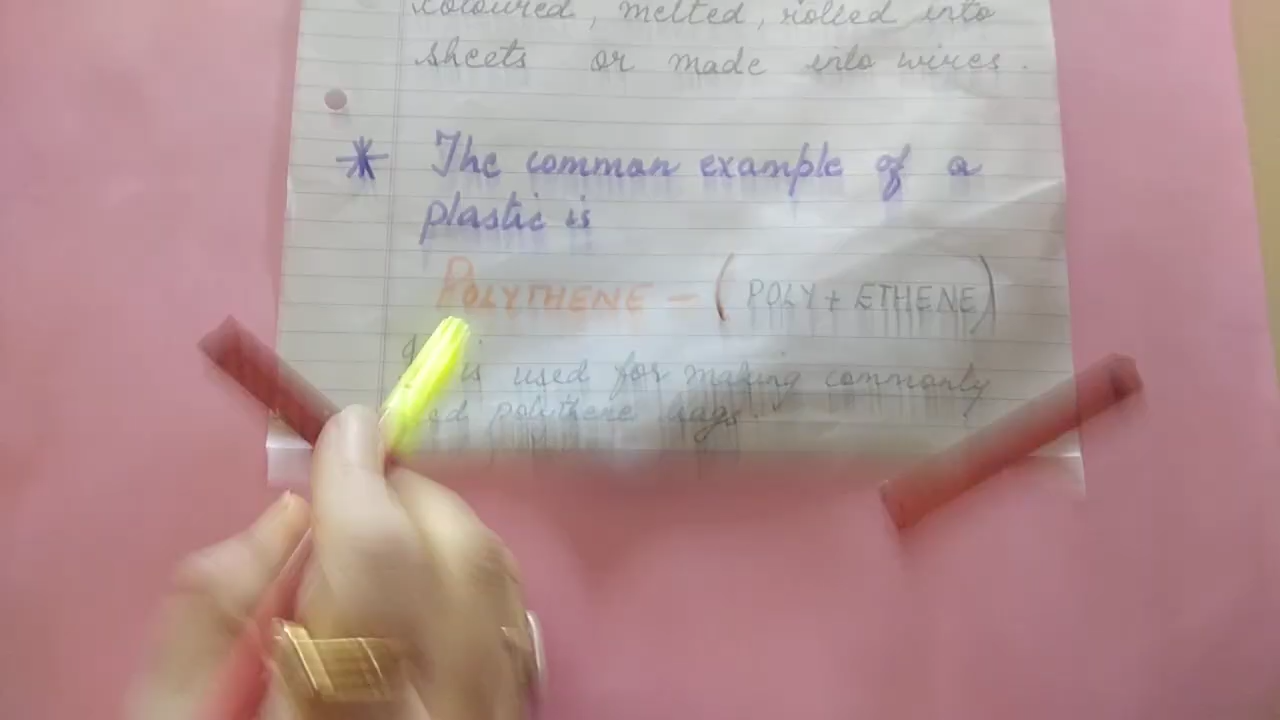 coloured, melted, rolled into
sheets or made into wires.
* The comman example of a
plastic is
POLYTHENE - (POLY + ETHENE)
is used for making commonly
polythene bags.